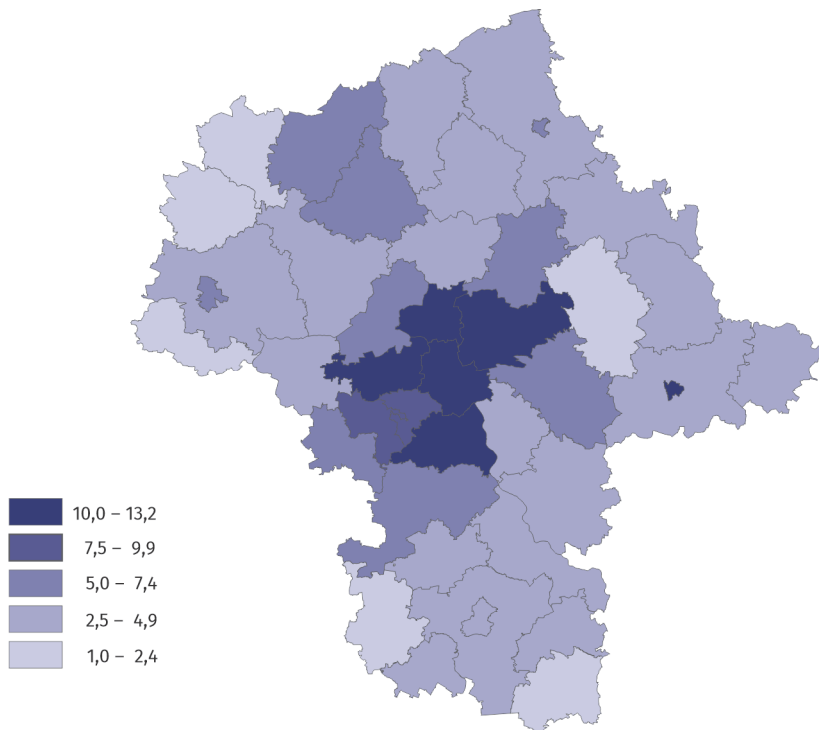 10,0 – 13,2
7,5 – 9,9
5,0 – 7,4
2,5 – 4,9
1,0 – 2,4